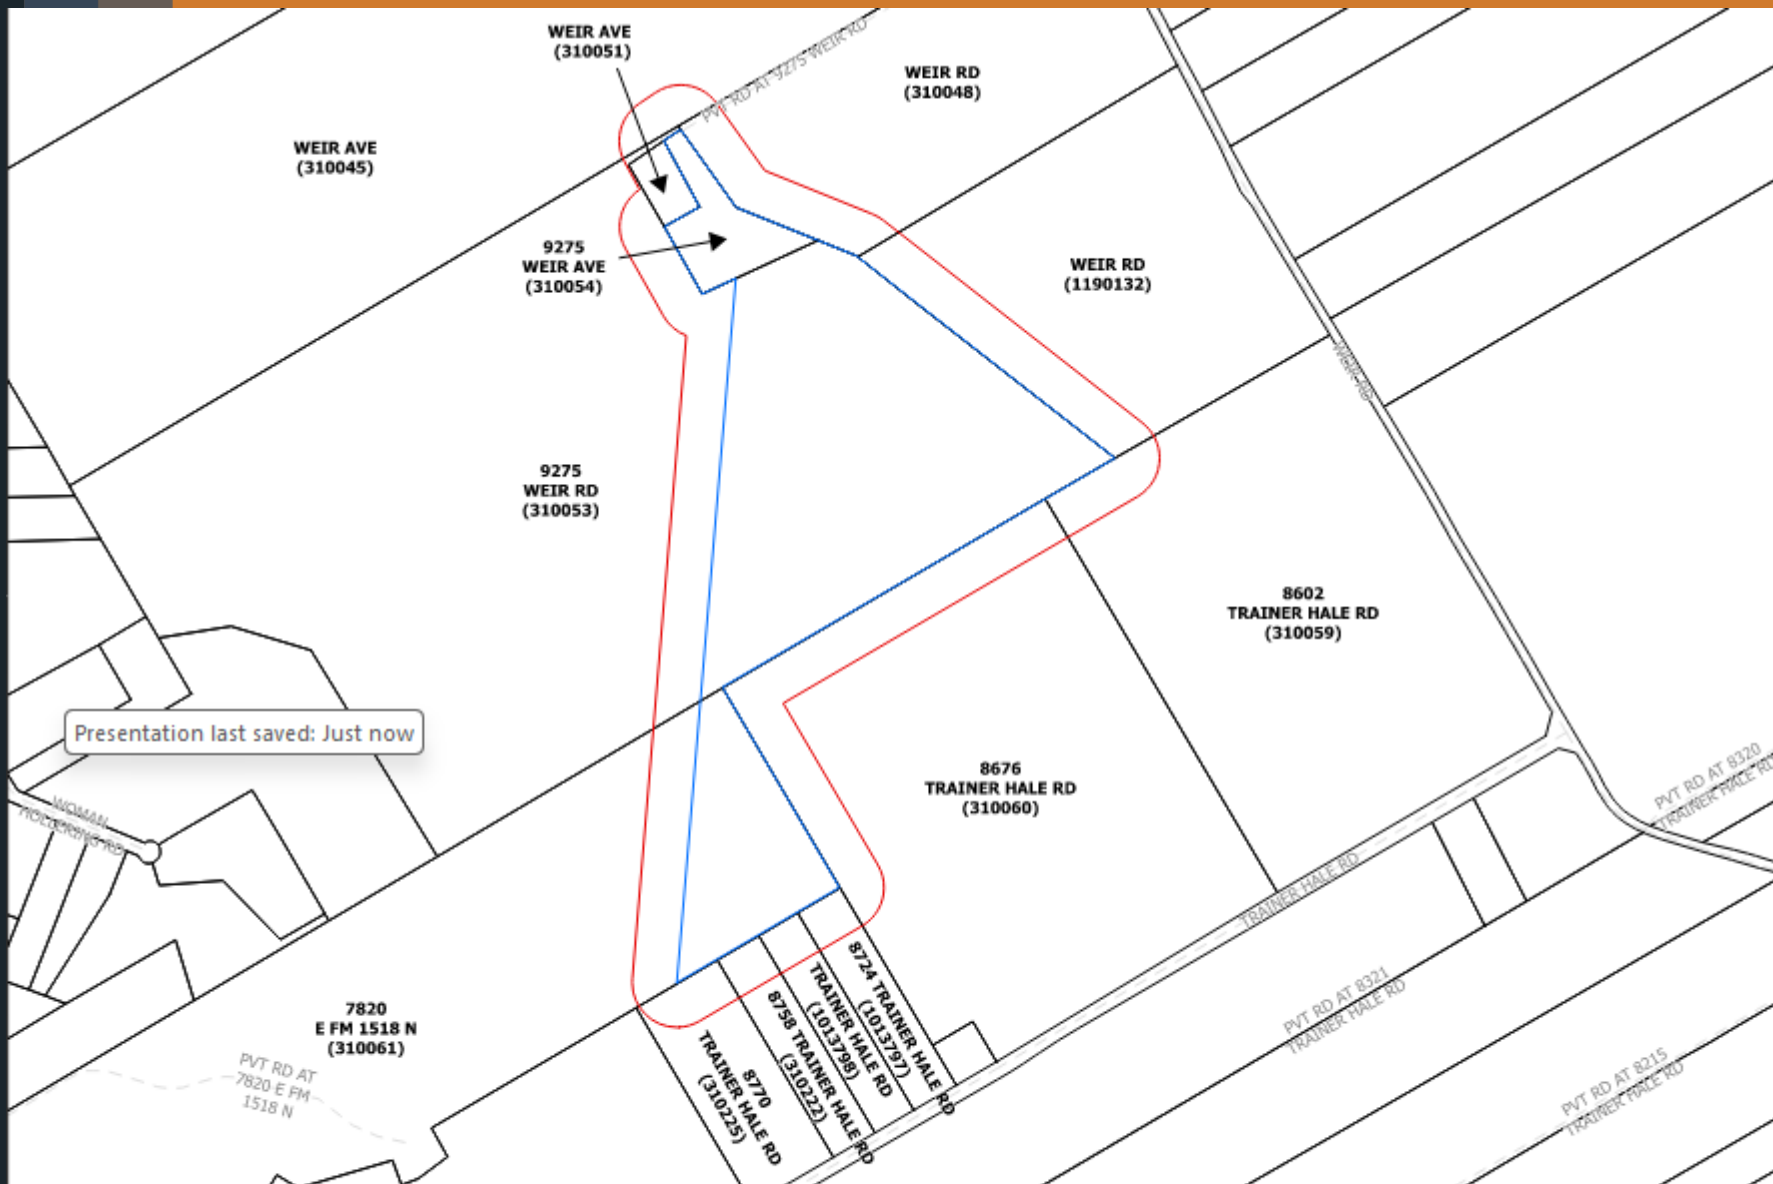 WEIR AVE
(310051)
PVT RD AT 9275 WEIR RD
WEIR RD
(310048)
WEIR AVE
(310045)
9275
WEIR AVE
(310054)
WEIR RD
(1190132)
WEIR RD
9275
WEIR RD
(310053)
8602
TRAINER HALE RD
(310059)
Presentation last saved: Just now
8676
TRAINER HALE RD
(310060)
PVT RD AT 8320
TRAINER HALE RD
WOMAN
HOLLERING RD
TRAINER HALE RD
7820
E FM 1518 N
(310061)
PVT RD AT
7820 E FM
1518 N
8770
TRAINER HALE RD
(310225)
8758 TRAINER HALE RD
(310222)
TRAINER HALE RD
(1013798)
8724 TRAINER HALE RD
(1013797)
PVT RD AT 8321
TRAINER HALE RD
PVT RD AT 8215
TRAINER HALE RD